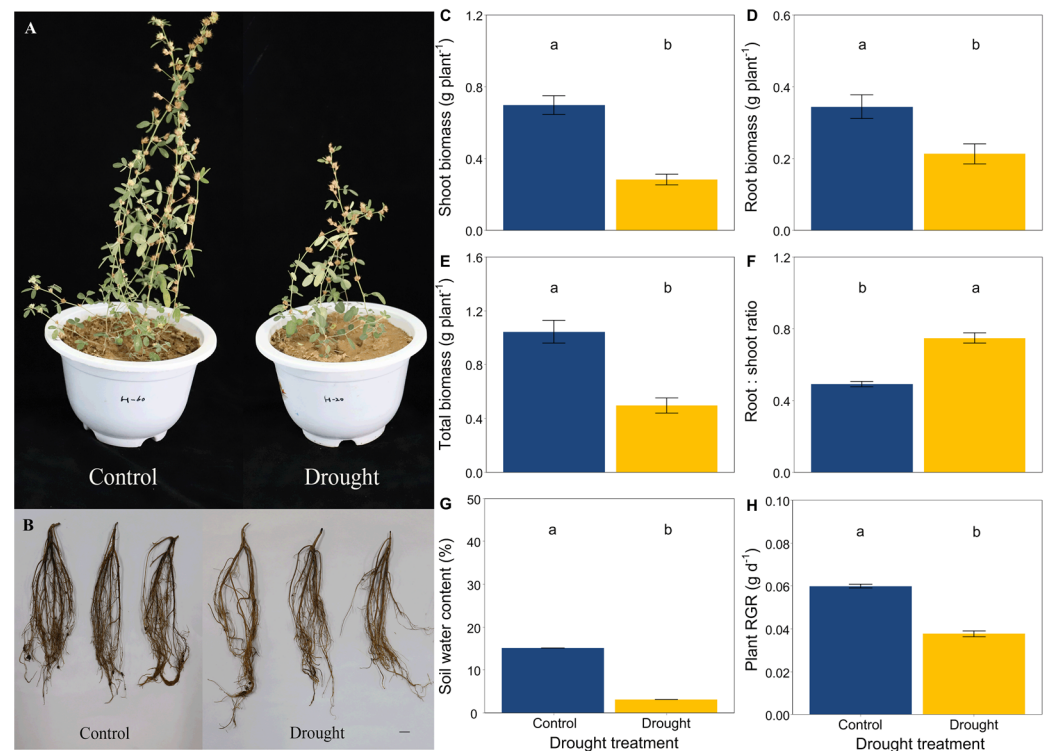 A
H-60
H-20
Control
Drought
B
Control
Drought
C
Shoot biomass (g plant⁻¹)
1.2
0.8
0.4
0.0
a
b
D
Root biomass (g plant⁻¹)
0.6
0.4
0.2
0.0
a
b
E
Total biomass (g plant⁻¹)
1.6
1.2
0.8
0.4
0.0
a
b
F
Root : shoot ratio
1.2
0.8
0.4
0.0
b
a
G
Soil water content (%)
50
40
30
20
10
0
a
b
Control
Drought
Drought treatment
H
Plant RGR (g d⁻¹)
0.10
0.08
0.06
0.04
0.02
0.00
a
b
Control
Drought
Drought treatment